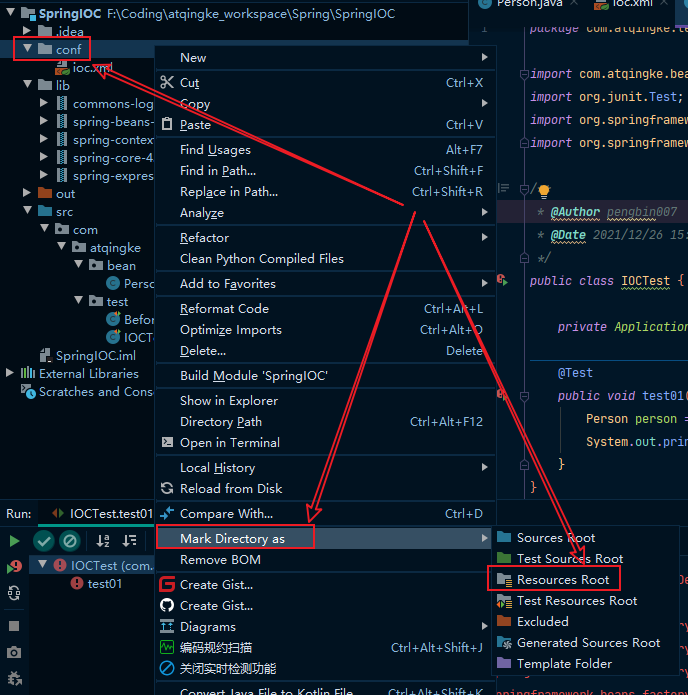 SpringIOC F:\Coding\atqingke_workspace\Spring\SpringIOC
.idea
conf
ioc.xml
lib
commons-log
spring-beans-
spring-context
spring-core-4
spring-expres
out
src
com
atqingke
bean
Perso
test
Befor
IOCTe
SpringIOC.iml
External Libraries
Scratches and Conso
New
Cut Ctrl+X
Copy
Paste Ctrl+V
Find Usages Alt+F7
Find in Path... Ctrl+Shift+F
Replace in Path... Ctrl+Shift+R
Analyze
Refactor
Clean Python Compiled Files
Add to Favorites
Reformat Code Ctrl+Alt+L
Optimize Imports Ctrl+Alt+O
Delete... Delete
Build Module 'SpringIOC'
Show in Explorer
Directory Path Ctrl+Alt+F12
Open in Terminal
Local History
Reload from Disk
Compare With... Ctrl+D
Mark Directory as
Remove BOM
Create Gist...
Create Gist...
Diagrams
编码规约扫描 Ctrl+Alt+Shift+J
关闭实时检测功能
Convert Java File to Kotlin File Ctrl+Alt+Shift+K
Sources Root
Test Sources Root
Resources Root
Test Resources Root
Excluded
Generated Sources Root
Template Folder
Person.java ioc.xml
package com.atqingke.te
import com.atqingke.bea
import org.junit.Test;
import org.springframew
import org.springframew
/**
* @Author pengbin007
* @Date 2021/12/26 15:
*/
public class IOCTest {
private Application
@Test
public void test01(
Person person =
System.out.prin
}
}
Run: IOCTest.test01
IOCTest (com.
test01